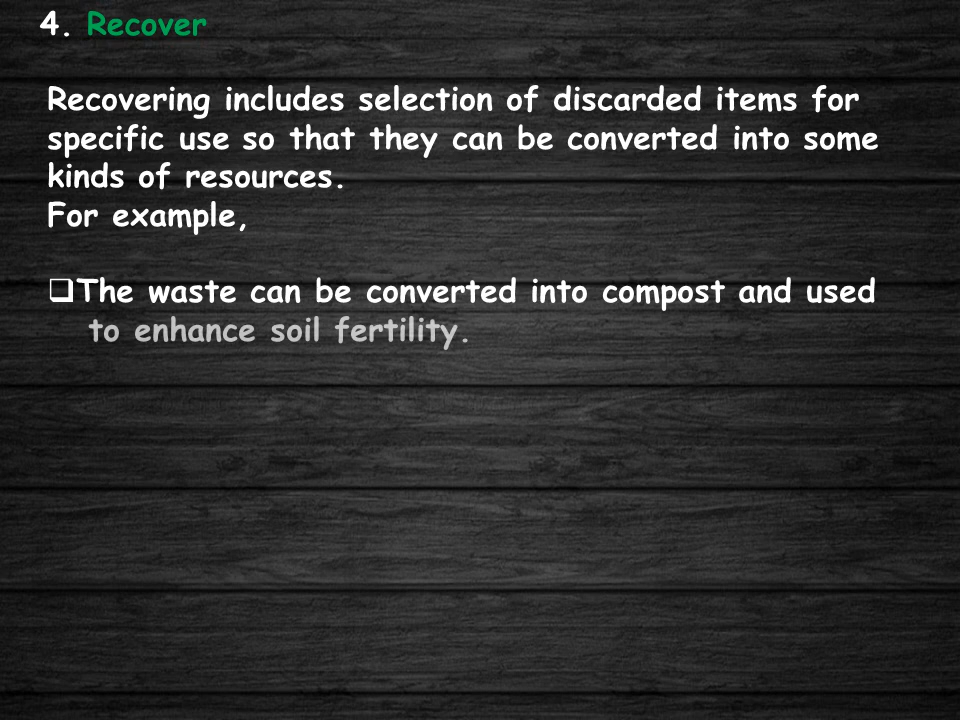 4. Recover
Recovering includes selection of discarded items for
specific use so that they can be converted into some
kinds of resources.
For example,
❑The waste can be converted into compost and used
to enhance soil fertility.